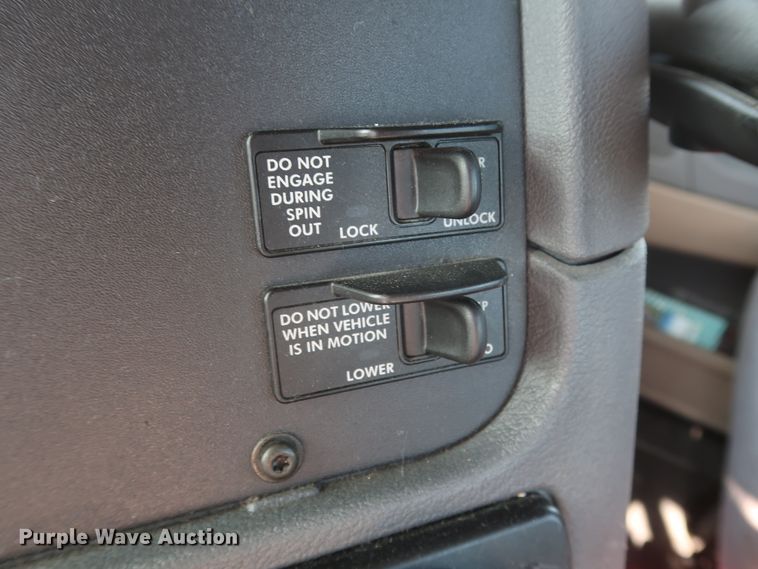 DO NOT
ENGAGE
DURING
SPIN
OUT
LOCK
UNLOCK
DO NOT LOWER
WHEN VEHICLE
IS IN MOTION
LOWER
Purple Wave Auction